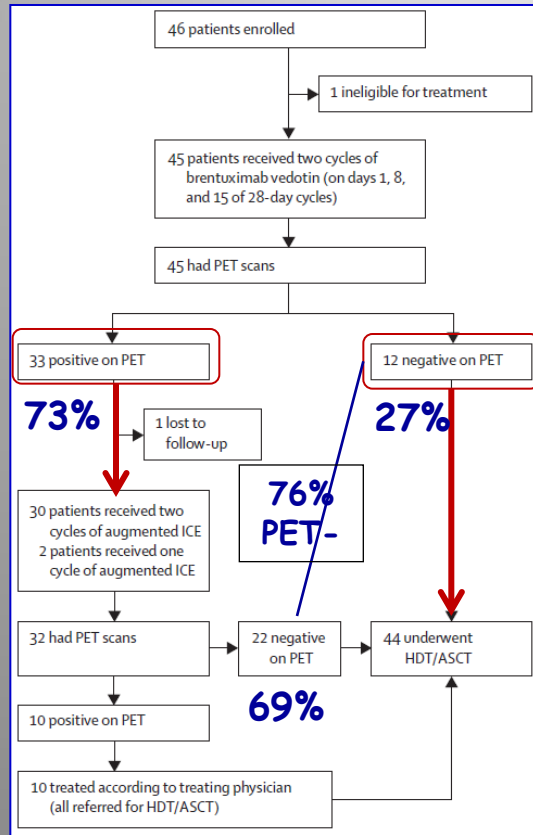 46 patients enrolled
1 ineligible for treatment
45 patients received two cycles of
brentuximab vedotin (on days 1, 8,
and 15 of 28-day cycles)
45 had PET scans
33 positive on PET
12 negative on PET
73%
27%
1 lost to
follow-up
76%
PET-
30 patients received two
cycles of augmented ICE
2 patients received one
cycle of augmented ICE
32 had PET scans
22 negative
on PET
44 underwent
HDT/ASCT
69%
10 positive on PET
10 treated according to treating physician
(all referred for HDT/ASCT)